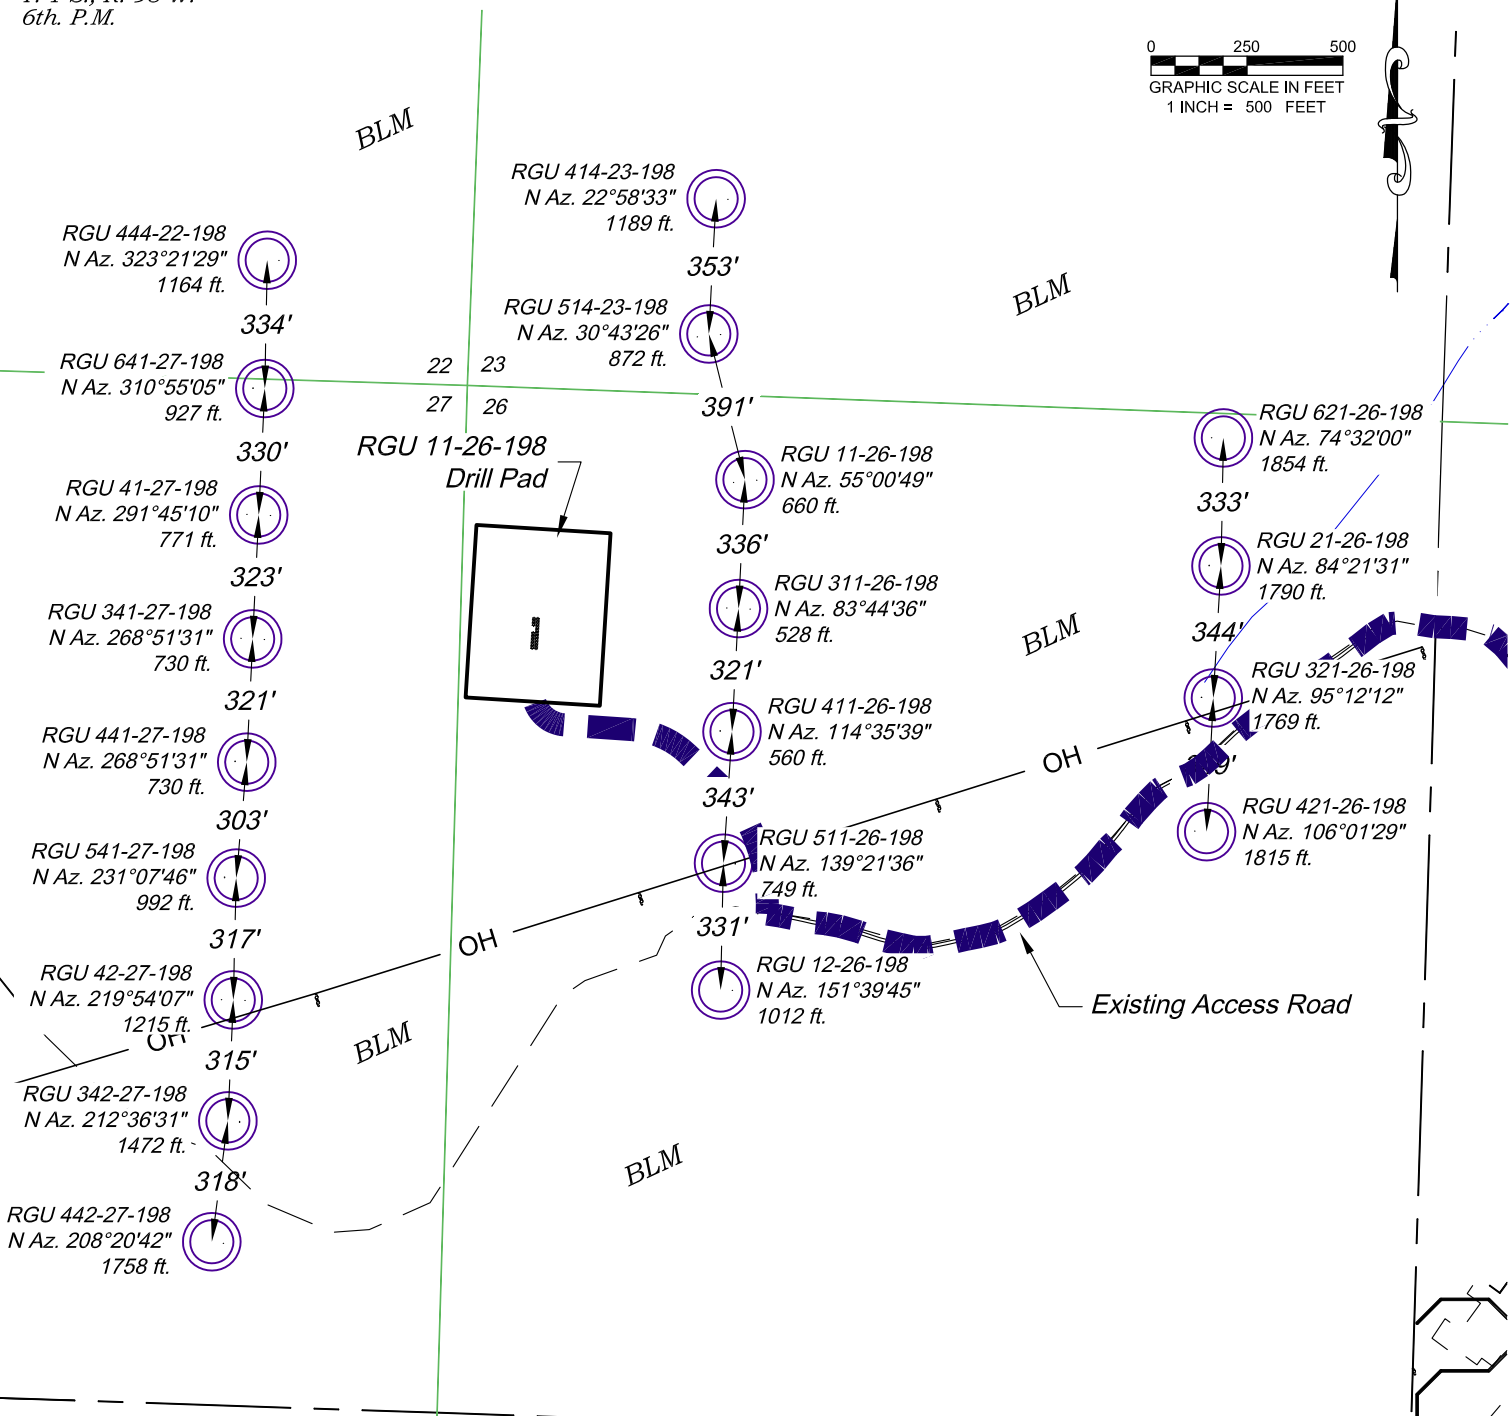 6th. P.M.
0 250 500
GRAPHIC SCALE IN FEET
1 INCH = 500 FEET
BLM
RGU 414-23-198
N Az. 22°58'33"
1189 ft.
353'
RGU 444-22-198
N Az. 323°21'29"
1164 ft.
334'
BLM
RGU 514-23-198
N Az. 30°43'26"
872 ft.
391'
RGU 641-27-198
N Az. 310°55'05"
927 ft.
330'
22 23
27 26
RGU 11-26-198
Drill Pad
RGU 11-26-198
N Az. 55°00'49"
660 ft.
336'
RGU 621-26-198
N Az. 74°32'00"
1854 ft.
333'
RGU 41-27-198
N Az. 291°45'10"
771 ft.
323'
RGU 311-26-198
N Az. 83°44'36"
528 ft.
321'
RGU 21-26-198
N Az. 84°21'31"
1790 ft.
344'
BLM
RGU 341-27-198
N Az. 268°51'31"
730 ft.
321'
RGU 411-26-198
N Az. 114°35'39"
560 ft.
343'
RGU 321-26-198
N Az. 95°12'12"
1769 ft.
RGU 441-27-198
N Az. 268°51'31"
730 ft.
303'
OH
RGU 421-26-198
N Az. 106°01'29"
1815 ft.
RGU 511-26-198
N Az. 139°21'36"
749 ft.
331'
RGU 541-27-198
N Az. 231°07'46"
992 ft.
317'
OH
RGU 12-26-198
N Az. 151°39'45"
1012 ft.
Existing Access Road
RGU 42-27-198
N Az. 219°54'07"
1215 ft.
OH
315'
BLM
RGU 342-27-198
N Az. 212°36'31"
1472 ft.
318'
BLM
RGU 442-27-198
N Az. 208°20'42"
1758 ft.